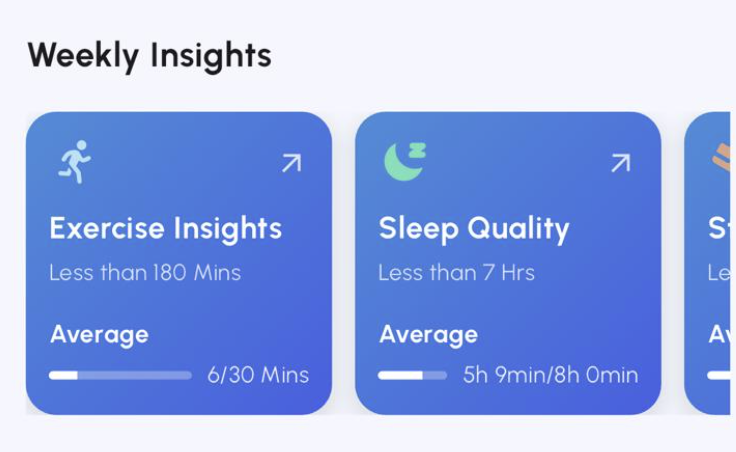 Weekly Insights
Exercise Insights
Less than 180 Mins
Average
6/30 Mins
Sleep Quality
Less than 7 Hrs
Average
5h 9min/8h 0min